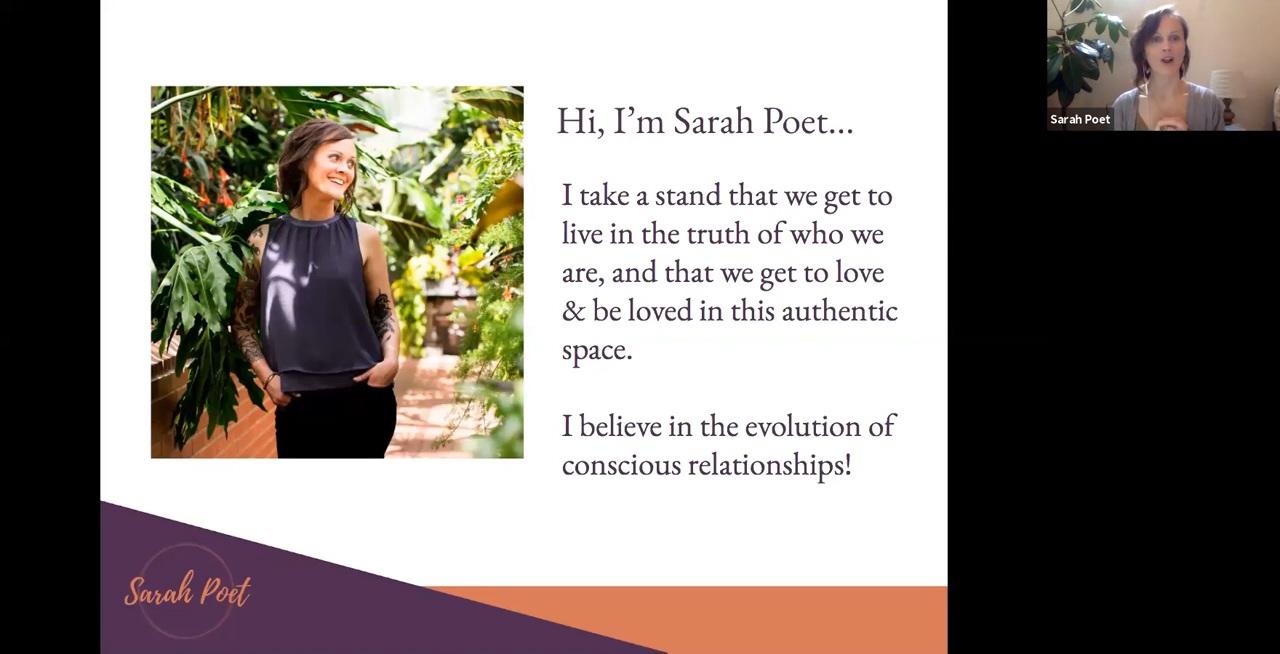 Hi, I’m Sarah Poet...
I take a stand that we get to
live in the truth of who we
are, and that we get to love
& be loved in this authentic
space.
I believe in the evolution of
conscious relationships!
Sarah Poet
Sarah Poet